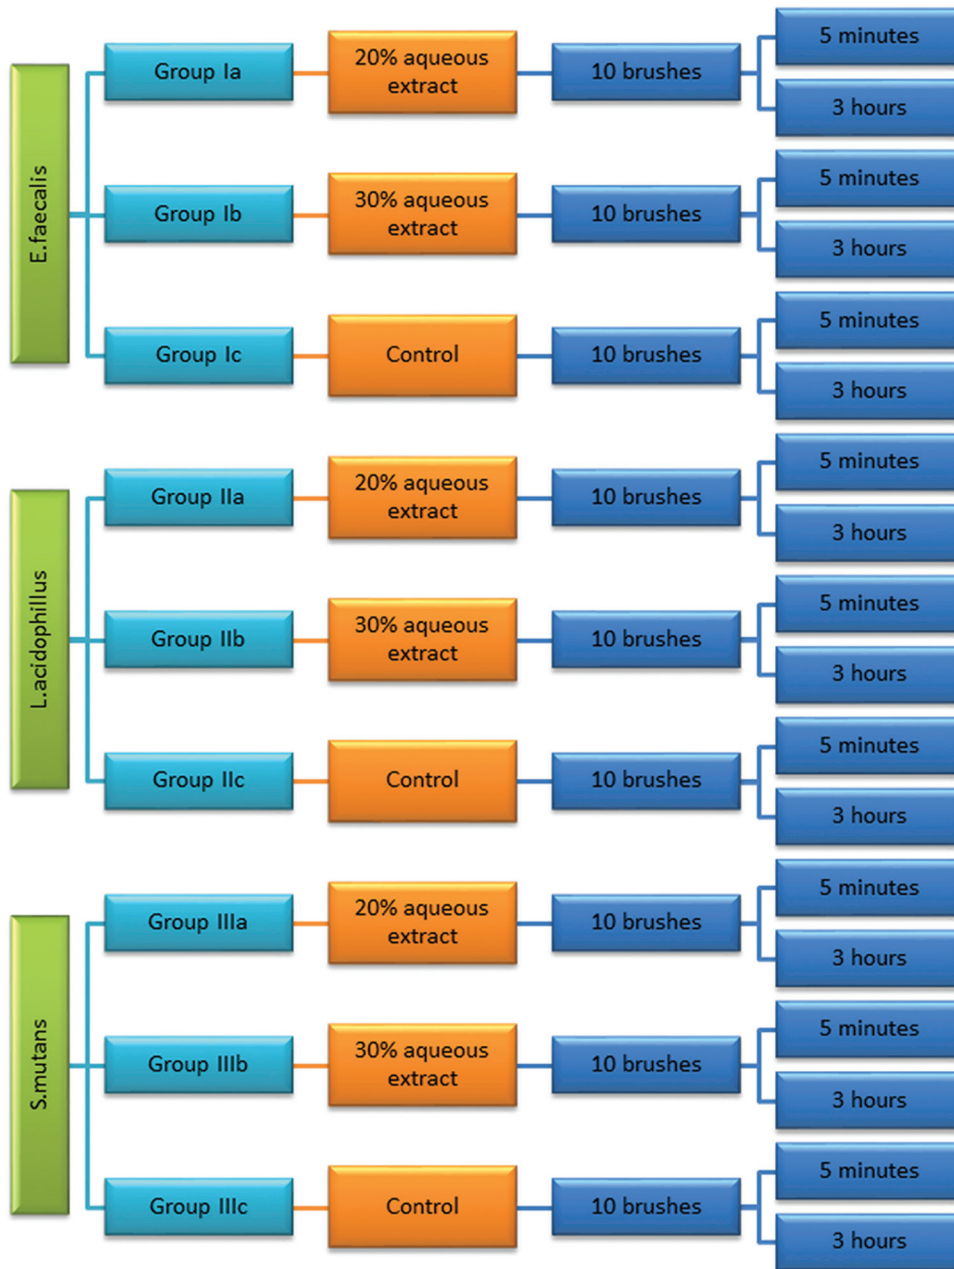 E.faecalis
Group Ia
20% aqueous
extract
10 brushes
5 minutes
3 hours
Group Ib
30% aqueous
extract
10 brushes
5 minutes
3 hours
Group Ic
Control
10 brushes
5 minutes
3 hours
L.acidophillus
Group IIa
20% aqueous
extract
10 brushes
5 minutes
3 hours
Group IIb
30% aqueous
extract
10 brushes
5 minutes
3 hours
Group IIc
Control
10 brushes
5 minutes
3 hours
S.mutans
Group IIIa
20% aqueous
extract
10 brushes
5 minutes
3 hours
Group IIIb
30% aqueous
extract
10 brushes
5 minutes
3 hours
Group IIIc
Control
10 brushes
5 minutes
3 hours